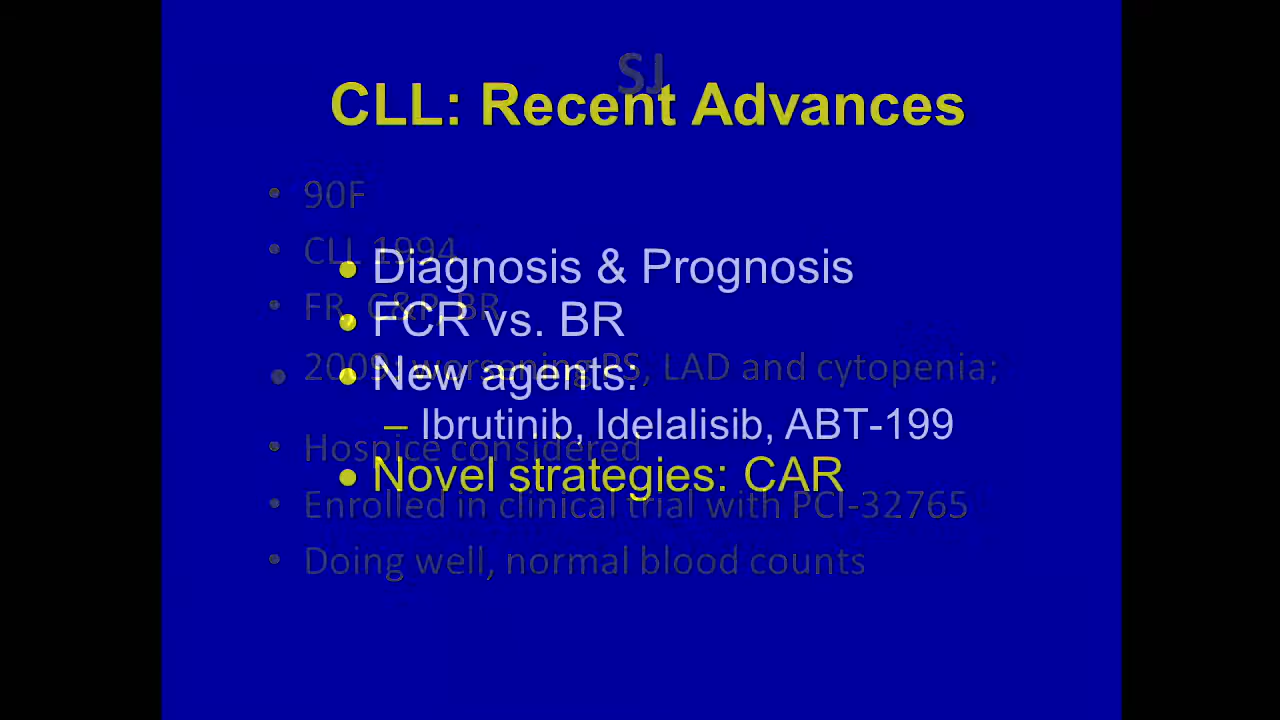 SJ
CLL: Recent Advances
• 90F
• CLL 1994
• Diagnosis & Prognosis
• FR, C&P, BR
• FCR vs. BR
• 2009: worsening PS, LAD and cytopenia;
• New agents:
– Ibrutinib, Idelalisib, ABT-199
• Hospice considered
• Novel strategies: CAR
• Enrolled in clinical trial with PCI-32765
• Doing well, normal blood counts